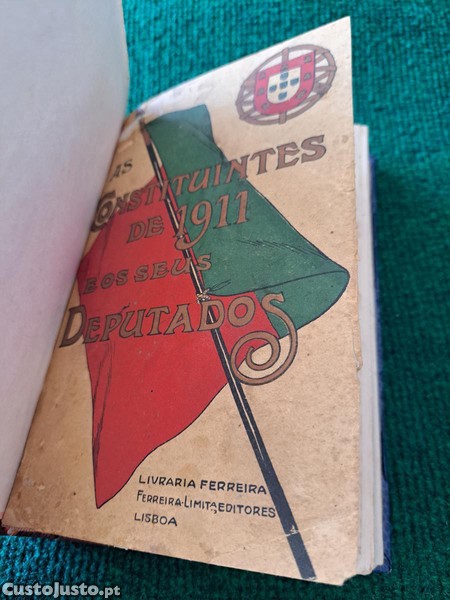 AS
CONSTITUINTES
DE 1911
E OS SEUS
DEPUTADOS
LIVRARIA FERREIRA
FERREIRA-LIMITª EDITORES
LISBOA
CustoJusto.pt